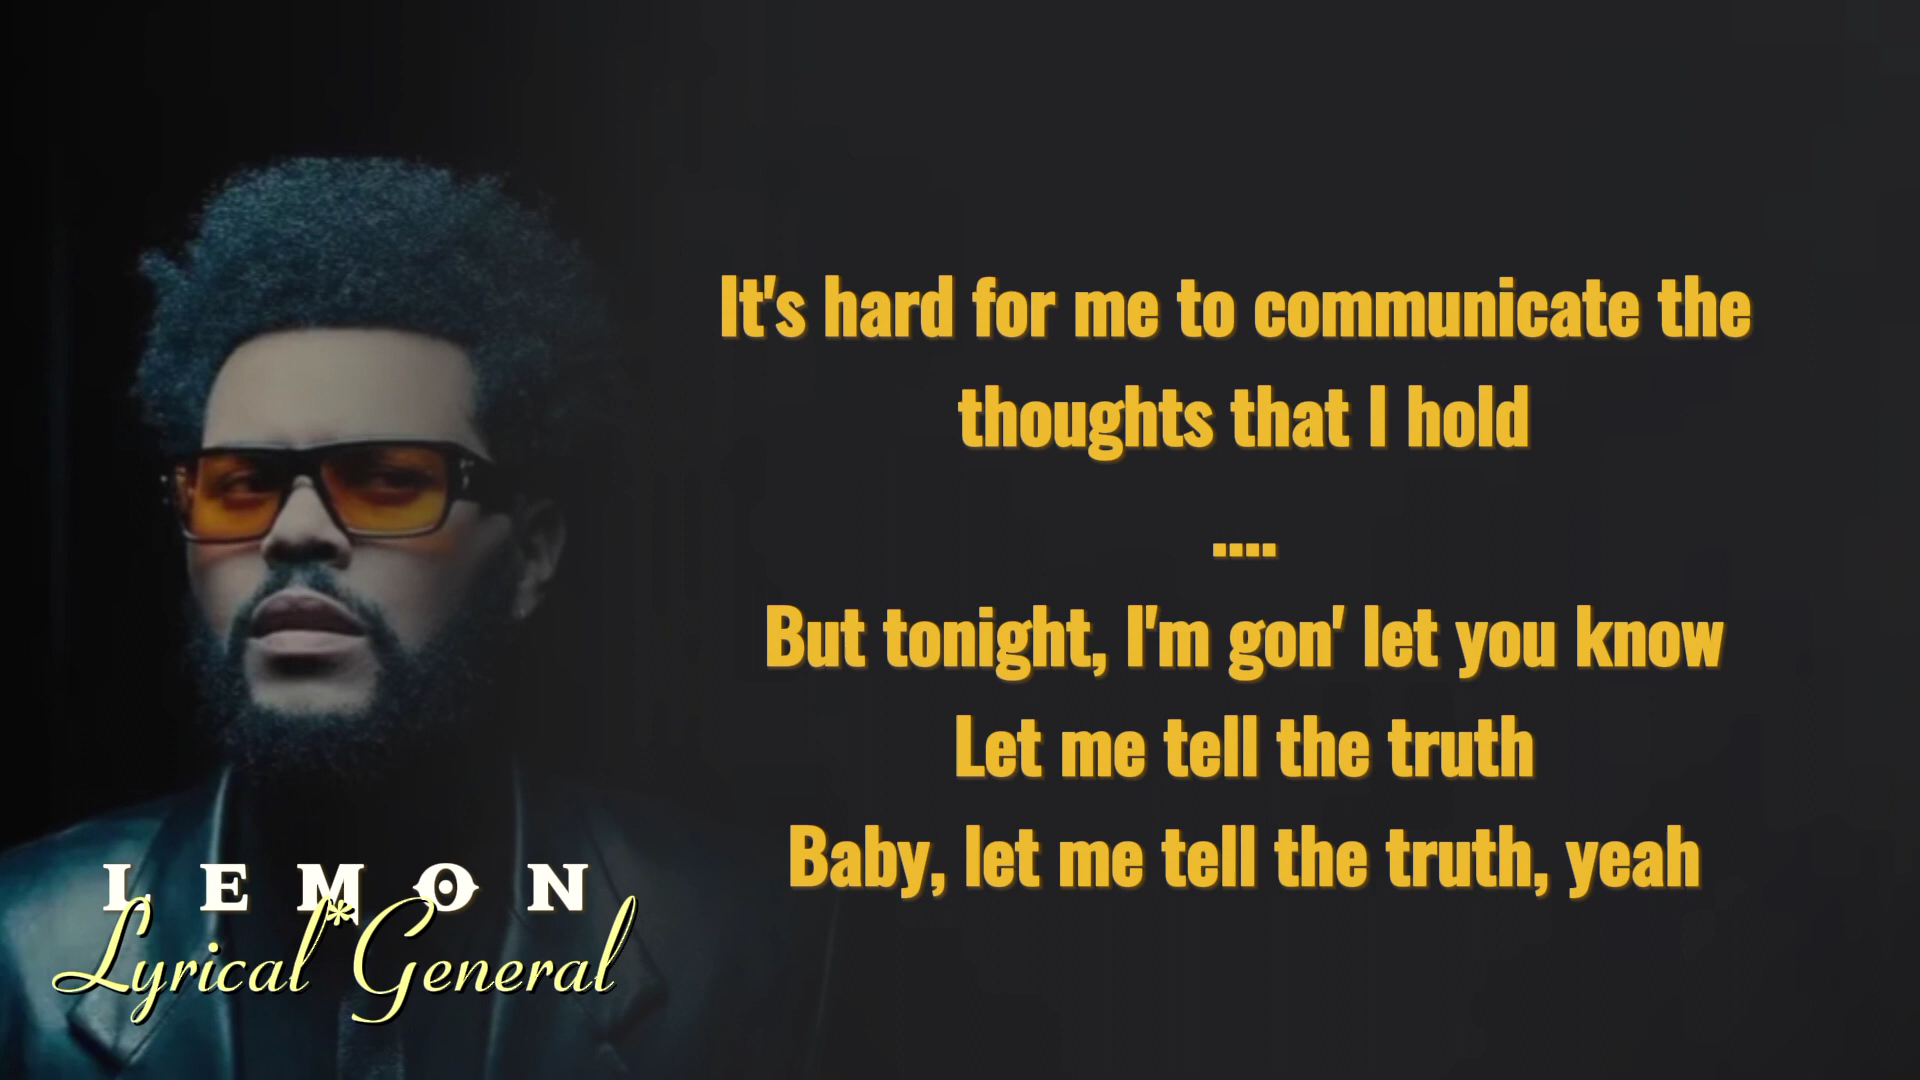 It's hard for me to communicate the
thoughts that I hold
....
But tonight, I'm gon' let you know
Let me tell the truth
Baby, let me tell the truth, yeah
LEMON
Lyrical*General